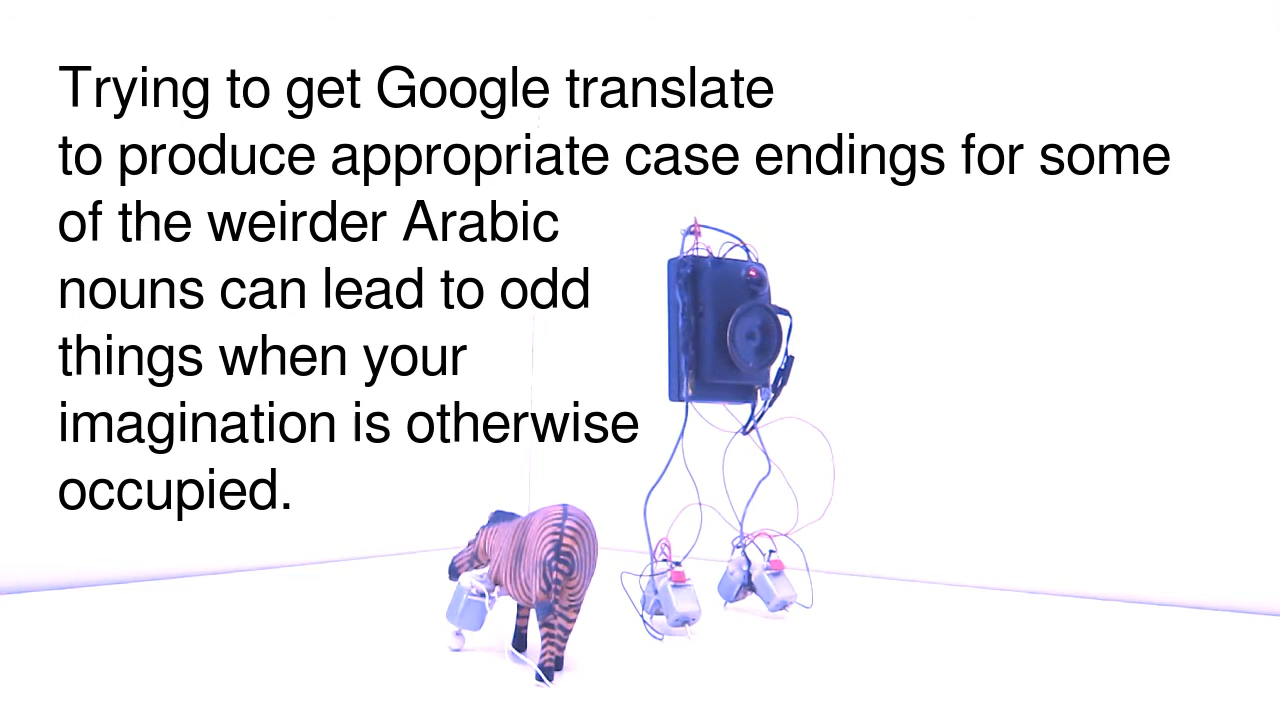 Trying to get Google translate
to produce appropriate case endings for some
of the weirder Arabic
nouns can lead to odd
things when your
imagination is otherwise
occupied.